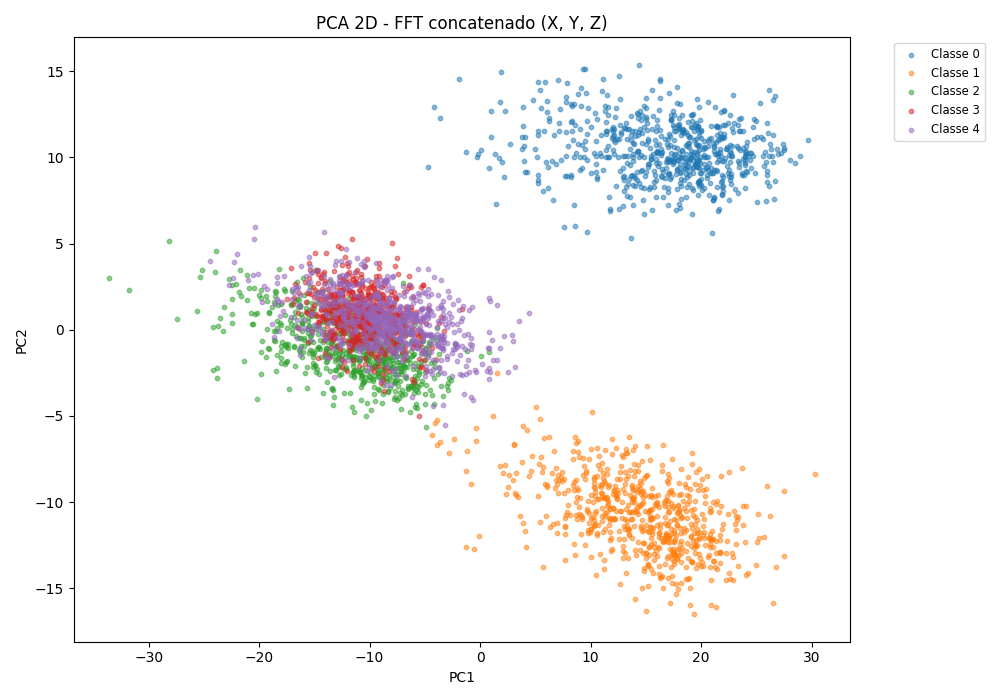 PCA 2D - FFT concatenado (X, Y, Z)
Classe 0
Classe 1
Classe 2
Classe 3
Classe 4
15
10
5
0
−5
−10
−15
PC2
−30
−20
−10
0
10
20
30
PC1